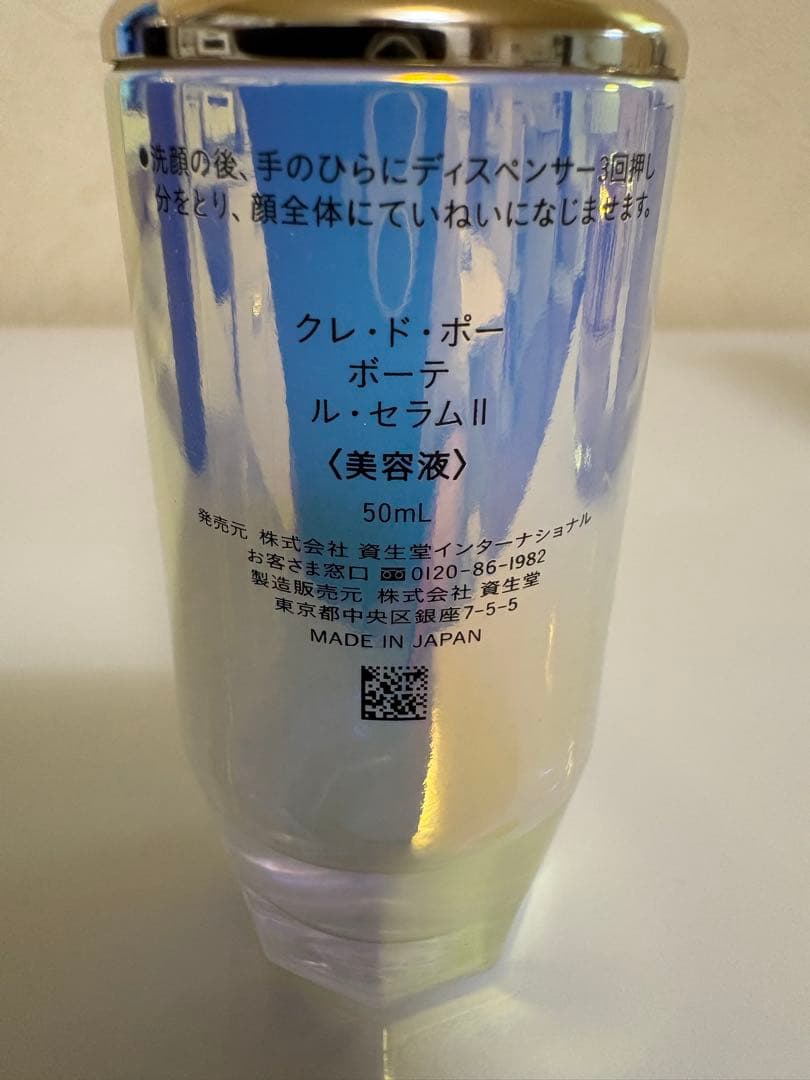 ●洗顔の後、手のひらにディスペンサー3回押し
分をとり、顔全体にていねいになじませます。
クレ・ド・ポー
ボーテ
ル・セラムⅡ
〈美容液〉
50mL
発売元 株式会社 資生堂インターナショナル
お客さま窓口 0120-86-1982
製造販売元 株式会社 資生堂
東京都中央区銀座7-5-5
MADE IN JAPAN